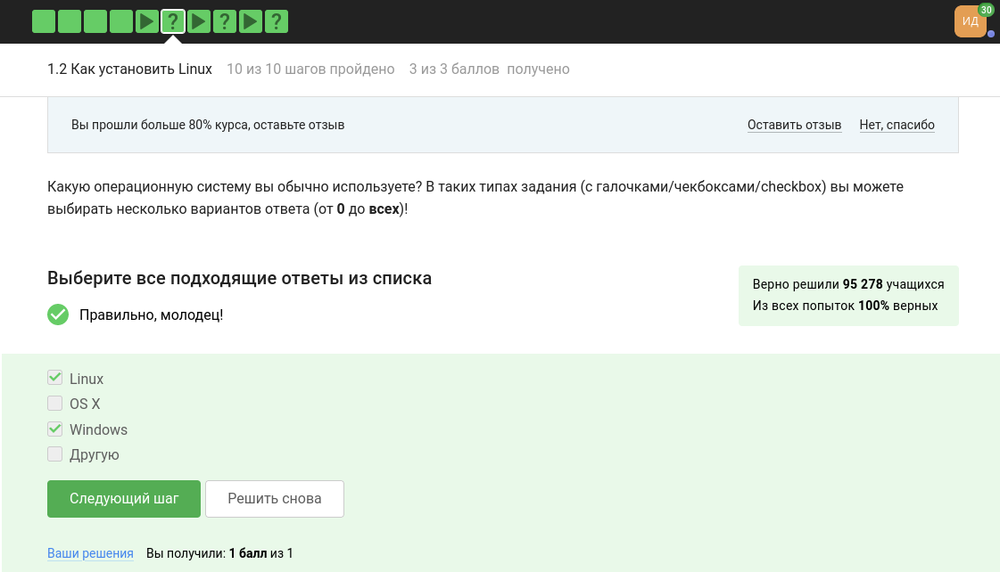 ? ? ?
30
ИД
1.2 Как установить Linux 10 из 10 шагов пройдено 3 из 3 баллов получено
Вы прошли больше 80% курса, оставьте отзыв Оставить отзыв Нет, спасибо
Какую операционную систему вы обычно используете? В таких типах задания (с галочками/чекбоксами/checkbox) вы можете
выбирать несколько вариантов ответа (от 0 до всех)!
Выберите все подходящие ответы из списка
Правильно, молодец!
Верно решили 95 278 учащихся
Из всех попыток 100% верных
Linux
OS X
Windows
Другую
Следующий шаг Решить снова
Ваши решения Вы получили: 1 балл из 1